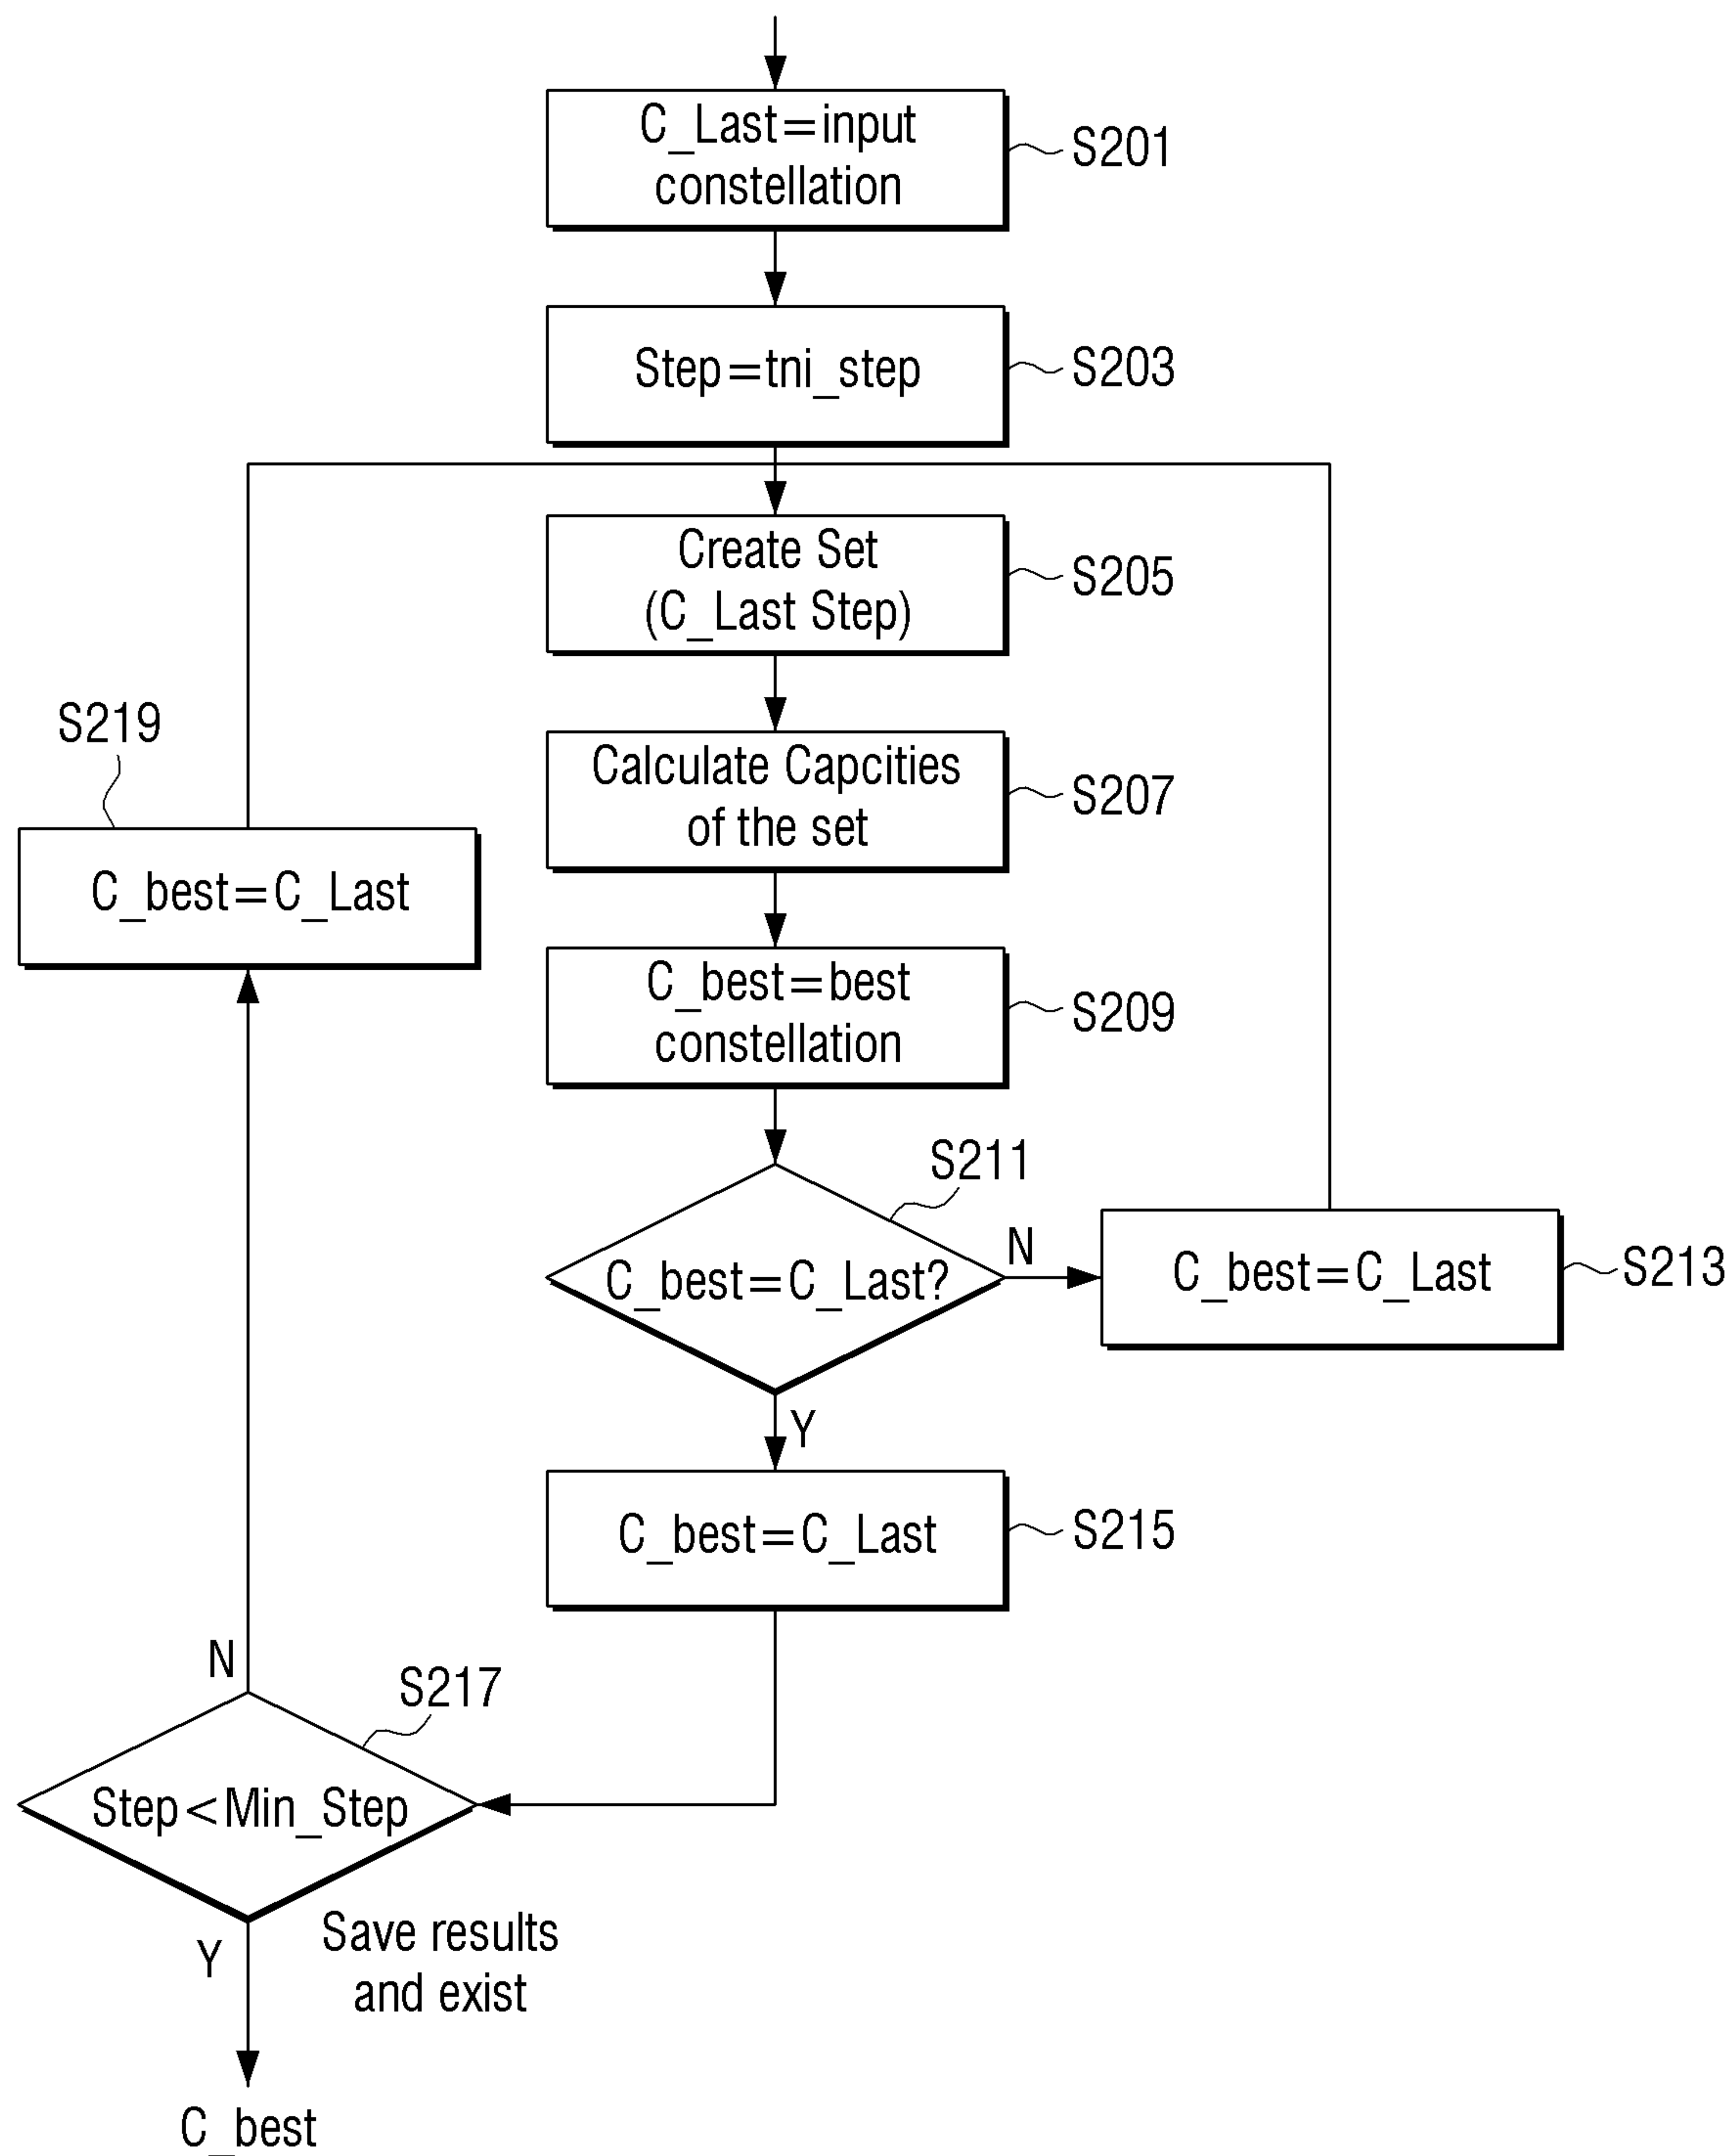 C_Last=input
constellation
S201
Step=tni_step
S203
Create Set
(C_Last Step)
S205
S219
Calculate Capcities
of the set
S207
C_best=C_Last
C_best=best
constellation
S209
S211
C_best=C_Last?
N
C_best=C_Last
S213
Y
C_best=C_Last
S215
N
S217
Step<Min_Step
Y
Save results
and exist
C_best